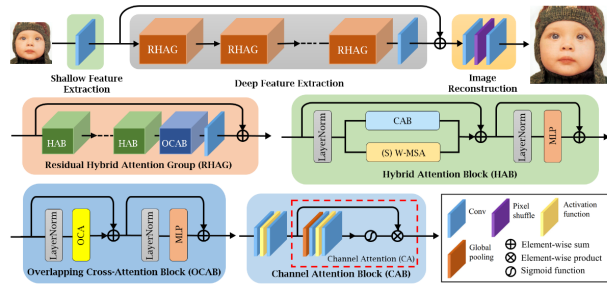 RHAG
RHAG
RHAG
Shallow Feature
Extraction
Deep Feature Extraction
Image
Reconstruction
HAB
HAB
OCAB
Residual Hybrid Attention Group (RHAG)
LayerNorm
CAB
(S) W-MSA
LayerNorm
MLP
Hybrid Attention Block (HAB)
LayerNorm
OCA
LayerNorm
MLP
Overlapping Cross-Attention Block (OCAB)
Channel Attention (CA)
Channel Attention Block (CAB)
Conv
Pixel
shuffle
Activation
function
Global
pooling
Element-wise sum
Element-wise product
Sigmoid function